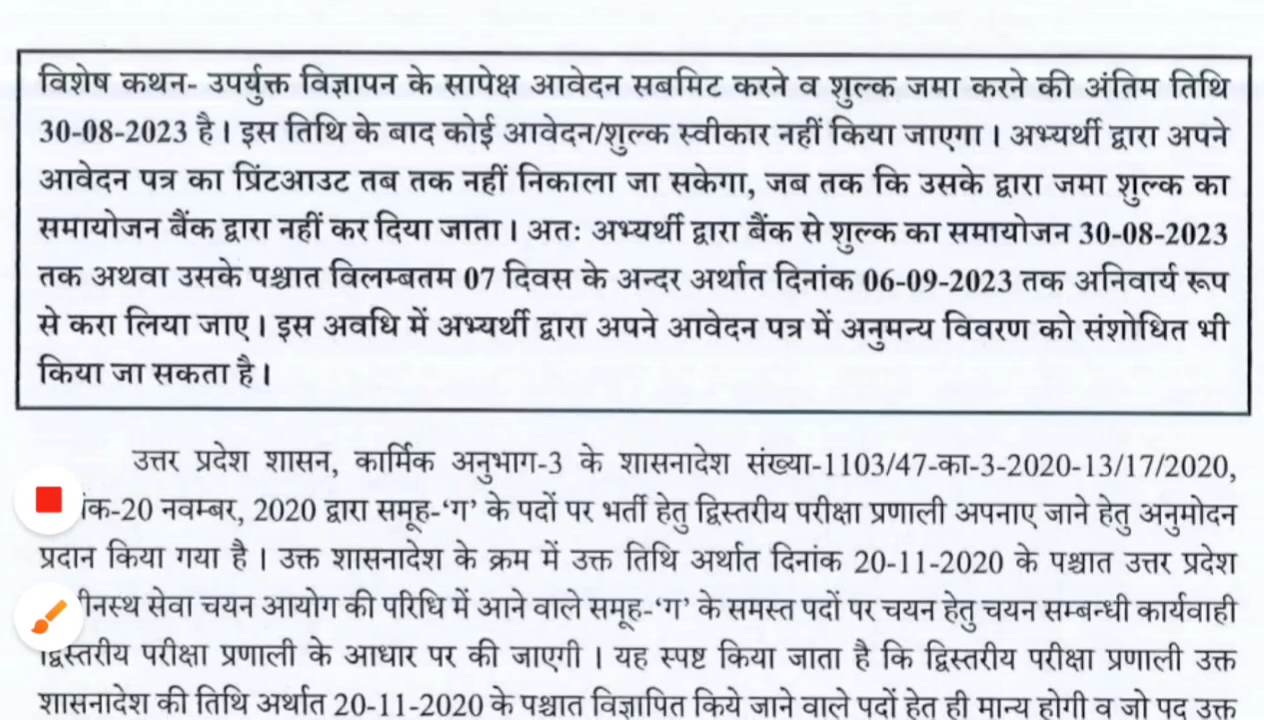 विशेष कथन- उपर्युक्त विज्ञापन के सापेक्ष आवेदन सबमिट करने व शुल्क जमा करने की अंतिम तिथि
30-08-2023 है। इस तिथि के बाद कोई आवेदन/शुल्क स्वीकार नहीं किया जाएगा। अभ्यर्थी द्वारा अपने
आवेदन पत्र का प्रिंटआउट तब तक नहीं निकाला जा सकेगा, जब तक कि उसके द्वारा जमा शुल्क का
समायोजन बैंक द्वारा नहीं कर दिया जाता। अतः अभ्यर्थी द्वारा बैंक से शुल्क का समायोजन 30-08-2023
तक अथवा उसके पश्चात विलम्बतम 07 दिवस के अन्दर अर्थात दिनांक 06-09-2023 तक अनिवार्य रूप
से करा लिया जाए। इस अवधि में अभ्यर्थी द्वारा अपने आवेदन पत्र में अनुमन्य विवरण को संशोधित भी
किया जा सकता है।
उत्तर प्रदेश शासन, कार्मिक अनुभाग-3 के शासनादेश संख्या-1103/47-का-3-2020-13/17/2020,
ांक-20 नवम्बर, 2020 द्वारा समूह-‘ग’ के पदों पर भर्ती हेतु द्विस्तरीय परीक्षा प्रणाली अपनाए जाने हेतु अनुमोदन
प्रदान किया गया है। उक्त शासनादेश के क्रम में उक्त तिथि अर्थात दिनांक 20-11-2020 के पश्चात उत्तर प्रदेश
ीनस्थ सेवा चयन आयोग की परिधि में आने वाले समूह-‘ग’ के समस्त पदों पर चयन हेतु चयन सम्बन्धी कार्यवाही
द्विस्तरीय परीक्षा प्रणाली के आधार पर की जाएगी। यह स्पष्ट किया जाता है कि द्विस्तरीय परीक्षा प्रणाली उक्त
शासनादेश की तिथि अर्थात 20-11-2020 के पश्चात विज्ञापित किये जाने वाले पदों हेतु ही मान्य होगी व जो पद उक्त